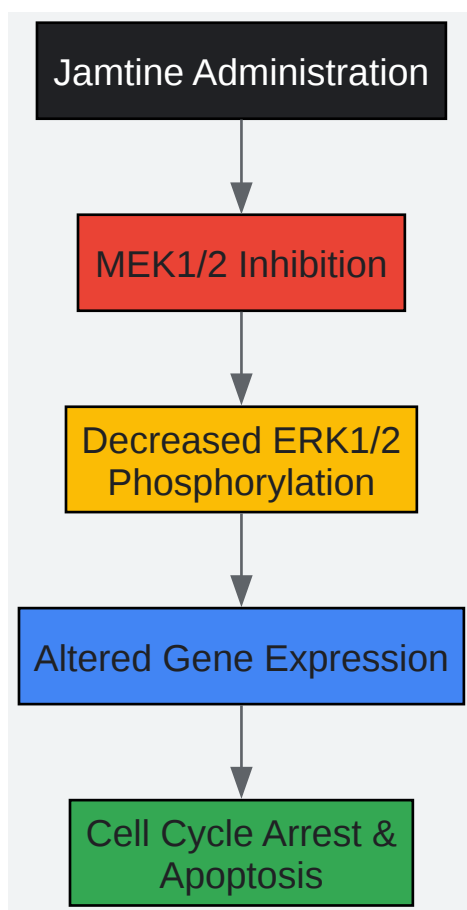 Jamtine Administration
MEK1/2 Inhibition
Decreased ERK1/2
Phosphorylation
Altered Gene Expression
Cell Cycle Arrest &
Apoptosis